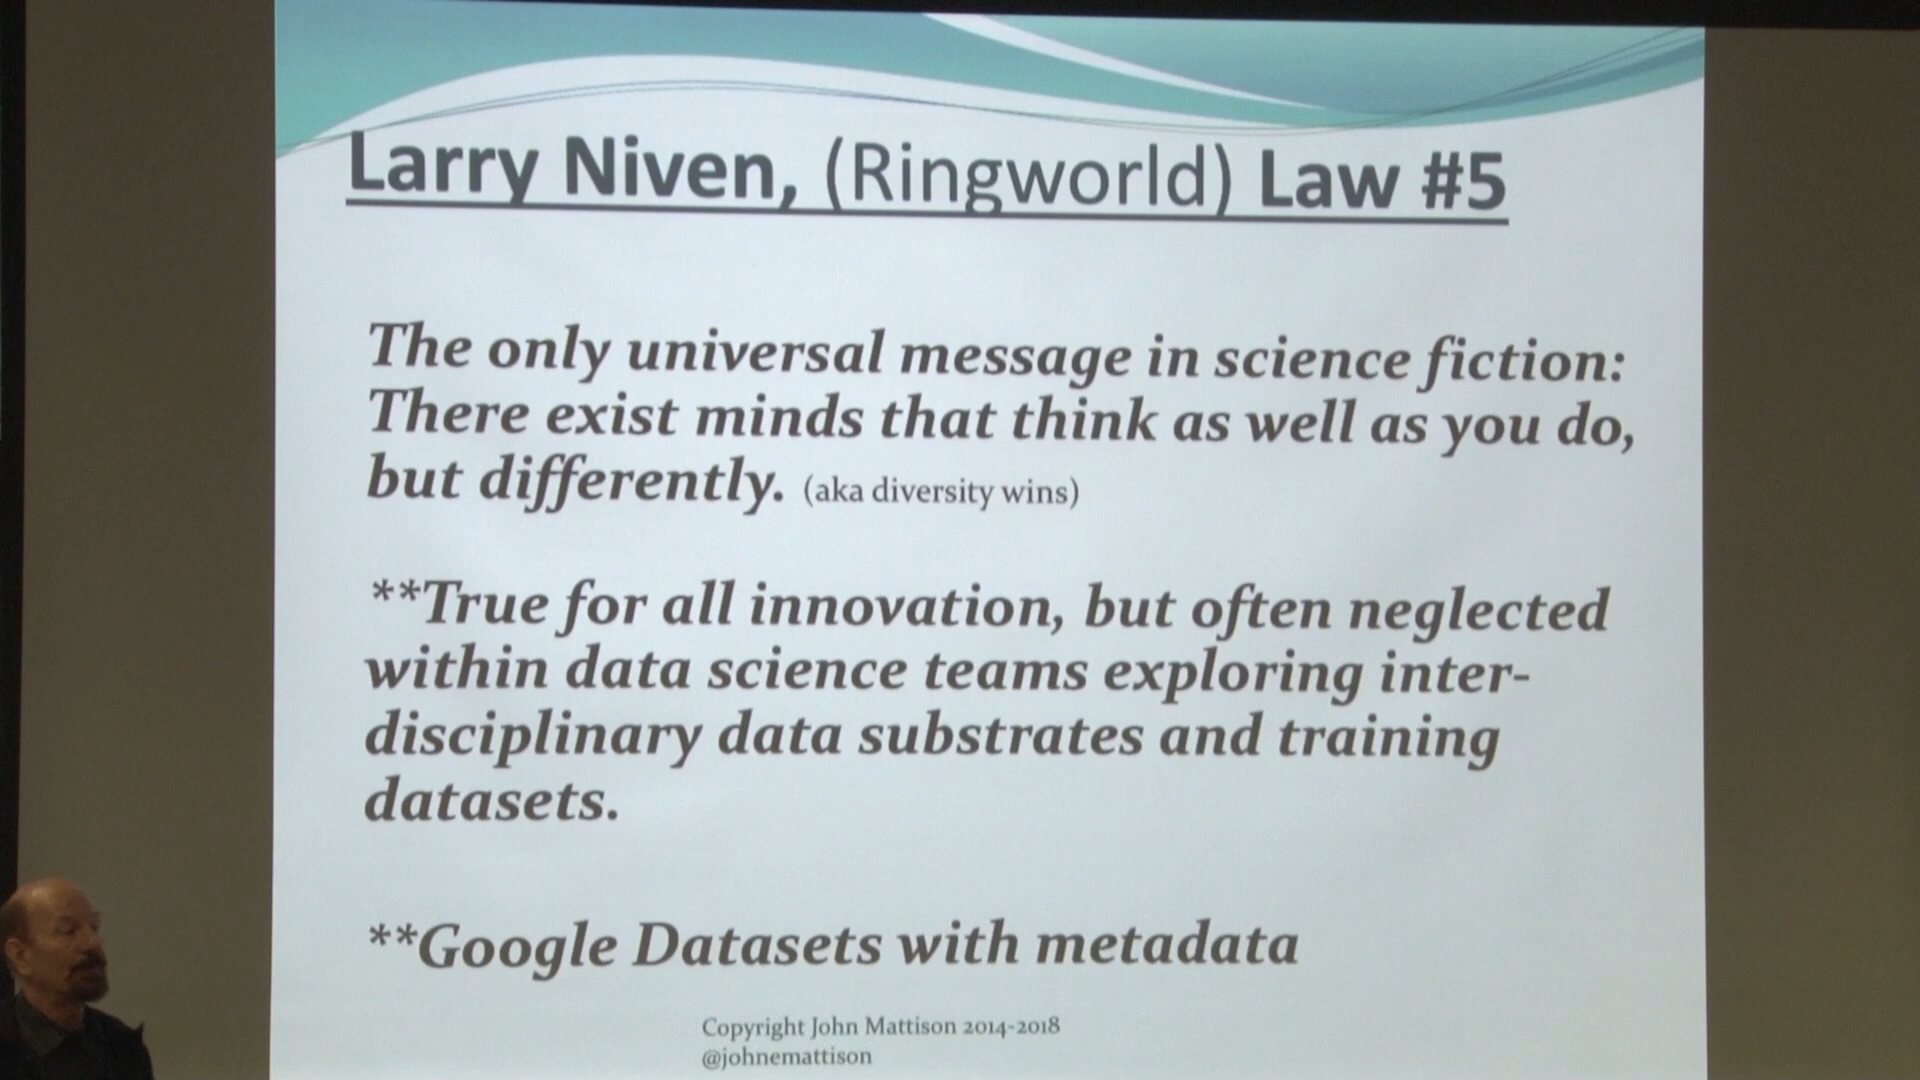 Larry Niven, (Ringworld) Law #5
The only universal message in science fiction:
There exist minds that think as well as you do,
but differently. (aka diversity wins)
**True for all innovation, but often neglected
within data science teams exploring inter-
disciplinary data substrates and training
datasets.
**Google Datasets with metadata
Copyright John Mattison 2014-2018
@johnemattison